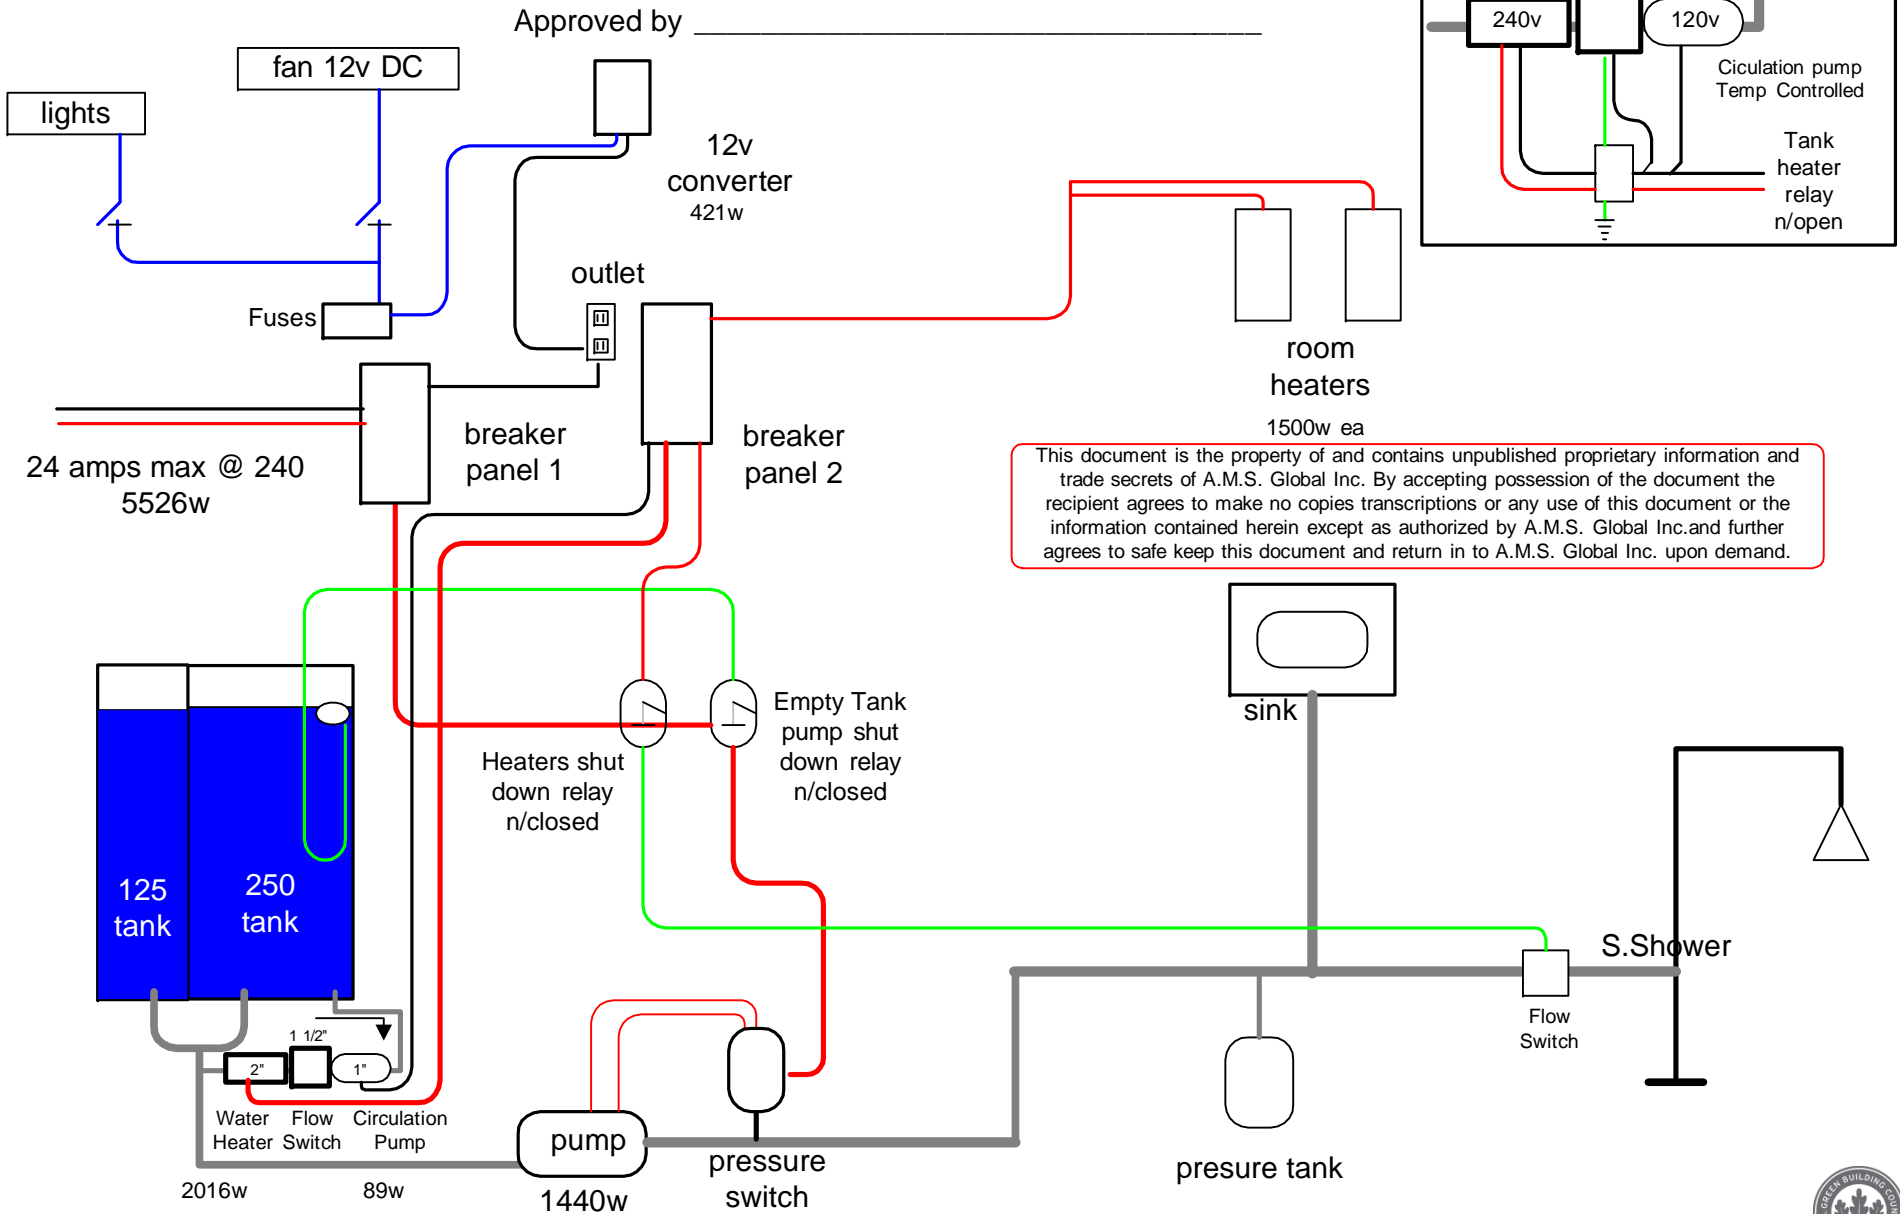 Approved by ___________________________________
240v
120v
fan 12v DC
lights
Ciculation pump
Temp Controlled
12v
converter
421w
Tank
heater
relay
n/open
outlet
Fuses
room
heaters
1500w ea
breaker
panel 1
breaker
panel 2
24 amps max @ 240
5526w
This document is the property of and contains unpublished proprietary information and
trade secrets of A.M.S. Global Inc. By accepting possession of the document the
recipient agrees to make no copies transcriptions or any use of this document or the
information contained herein except as authorized by A.M.S. Global Inc.and further
agrees to safe keep this document and return in to A.M.S. Global Inc. upon demand.
sink
Empty Tank
pump shut
down relay
n/closed
Heaters shut
down relay
n/closed
125
tank
250
tank
S.Shower
Flow
Switch
1 1/2"
2"
1"
Water
Heater
Flow
Switch
Circulation
Pump
2016w
89w
pump
1440w
pressure
switch
presure tank
GREEN BUILDING COUN